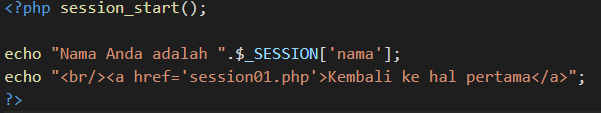 <?php session_start();
echo "Nama Anda adalah ".$_SESSION['nama'];
echo "<br/><a href='session01.php'>Kembali ke hal pertama</a>";
?>